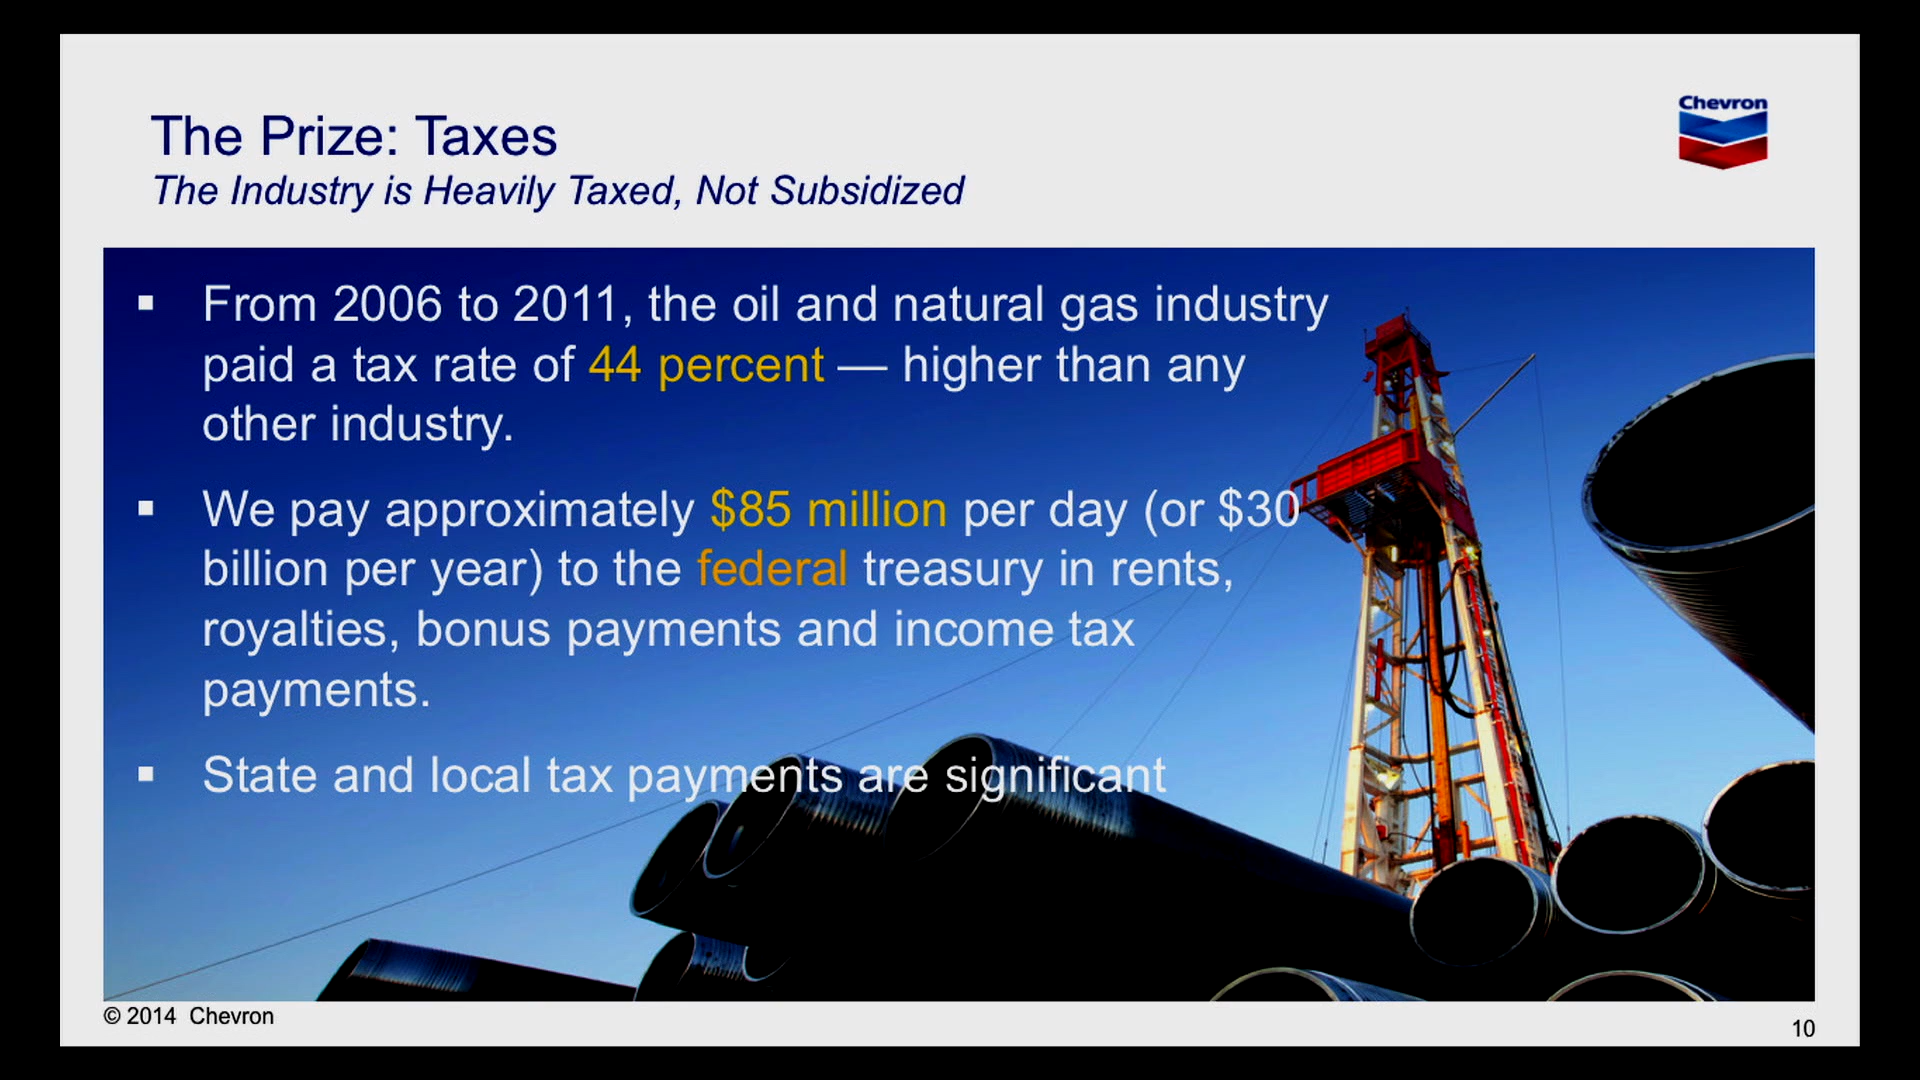 Chevron
The Prize: Taxes
The Industry is Heavily Taxed, Not Subsidized
▪ From 2006 to 2011, the oil and natural gas industry
paid a tax rate of 44 percent — higher than any
other industry.
▪ We pay approximately $85 million per day (or $30
billion per year) to the federal treasury in rents,
royalties, bonus payments and income tax
payments.
▪ State and local tax payments are significant
© 2014 Chevron
10